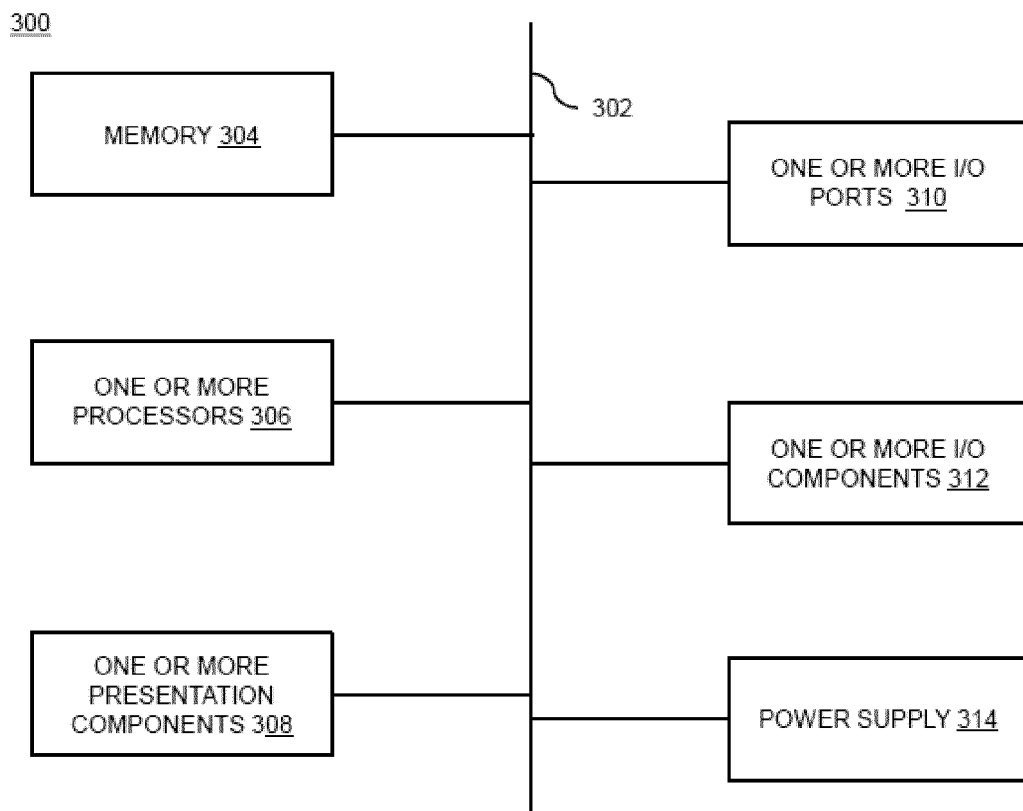 300
302
MEMORY 304
ONE OR MORE I/O
PORTS 310
ONE OR MORE
PROCESSORS 306
ONE OR MORE I/O
COMPONENTS 312
ONE OR MORE
PRESENTATION
COMPONENTS 308
POWER SUPPLY 314